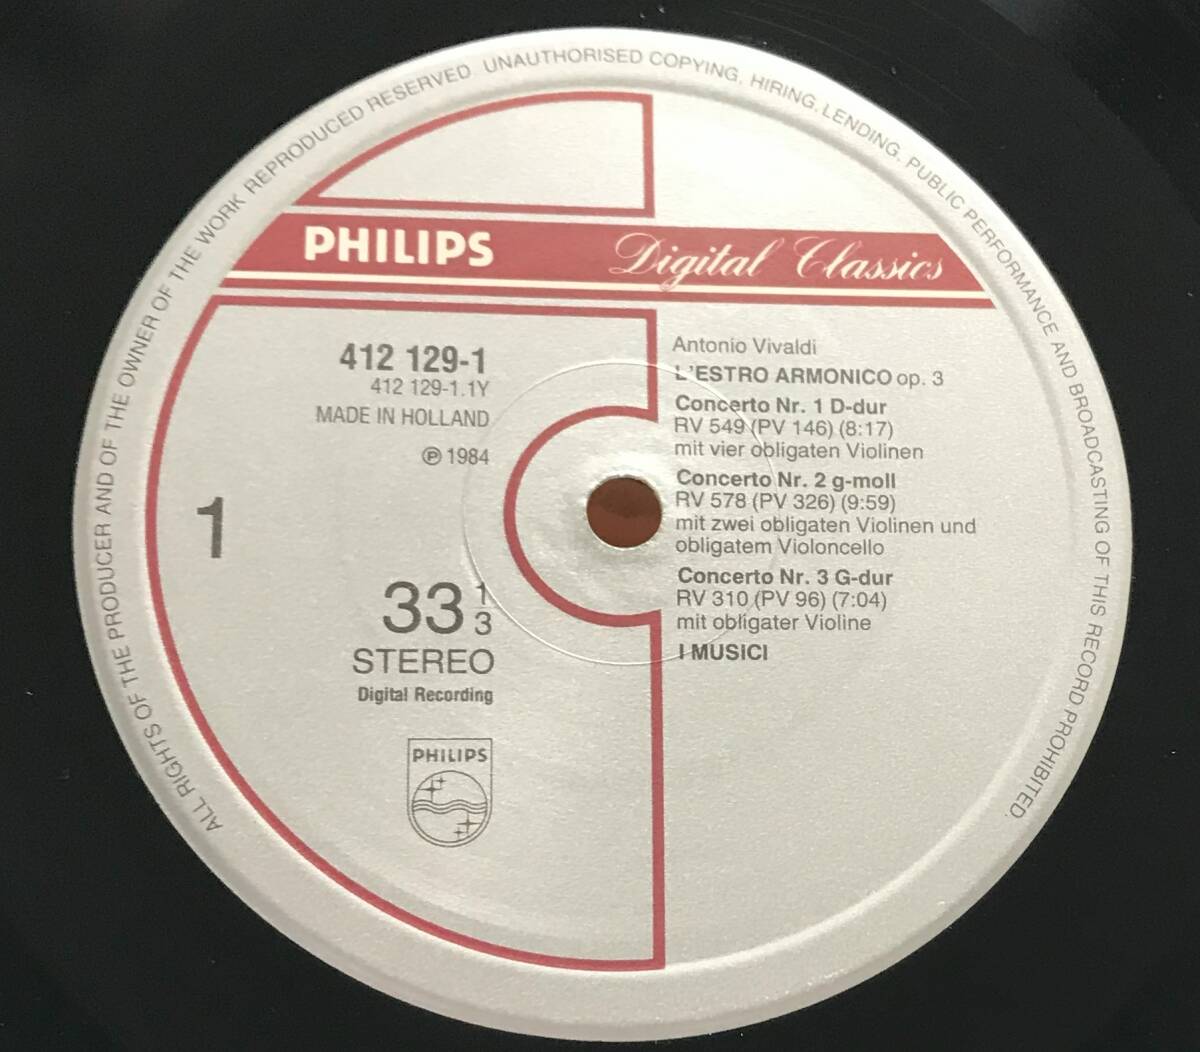 ALL RIGHTS OF THE PRODUCER AND OF THE OWNER OF THE WORK REPRODUCED RESERVED. UNAUTHORISED COPYING, HIRING, LENDING, PUBLIC PERFORMANCE AND BROADCASTING OF THIS RECORD PROHIBITED.
PHILIPS
Digital Classics
412 129-1
412 129-1.1Y
MADE IN HOLLAND
℗ 1984
1
33 1/3
STEREO
Digital Recording
PHILIPS
Antonio Vivaldi
L'ESTRO ARMONICO op. 3
Concerto Nr. 1 D-dur
RV 549 (PV 146) (8:17)
mit vier obligaten Violinen
Concerto Nr. 2 g-moll
RV 578 (PV 326) (9:59)
mit zwei obligaten Violinen und
obligatem Violoncello
Concerto Nr. 3 G-dur
RV 310 (PV 96) (7:04)
mit obligater Violine
I MUSICI